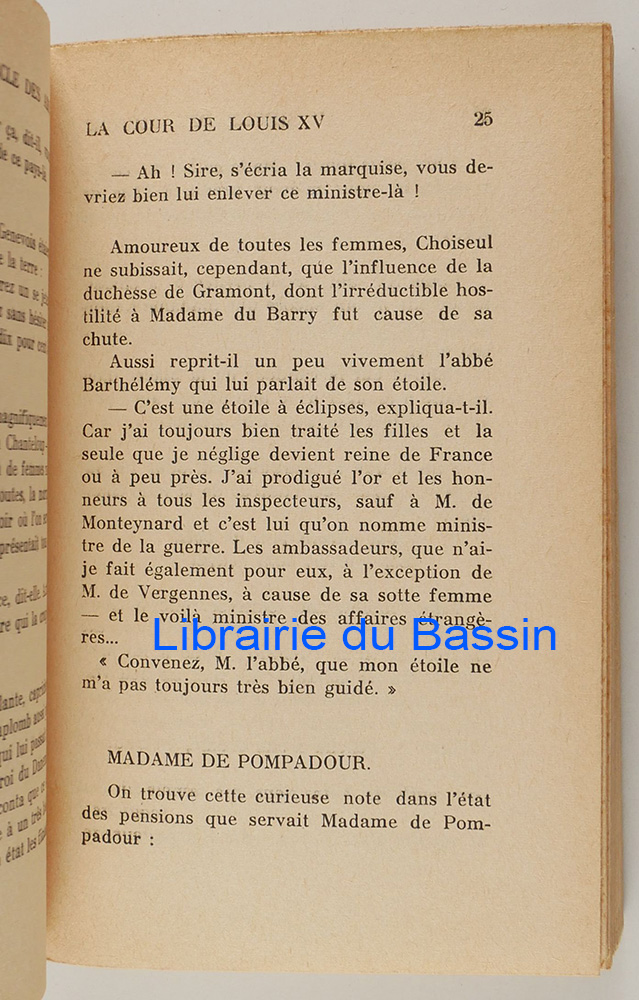 LA COUR DE LOUIS XV 25
— Ah ! Sire, s'écria la marquise, vous de-
vriez bien lui enlever ce ministre-là !
Amoureux de toutes les femmes, Choiseul
ne subissait, cependant, que l'influence de la
duchesse de Gramont, dont l'irréductible hos-
tilité à Madame du Barry fut cause de sa
chute.
Aussi reprit-il un peu vivement l'abbé
Barthélémy qui lui parlait de son étoile.
— C'est une étoile à éclipses, expliqua-t-il.
Car j'ai toujours bien traité les filles et la
seule que je néglige devient reine de France
ou à peu près. J'ai prodigué l'or et les hon-
neurs à tous les inspecteurs, sauf à M. de
Monteynard et c'est lui qu'on nomme minis-
tre de la guerre. Les ambassadeurs, que n'ai-
je fait également pour eux, à l'exception de
M. de Vergennes, à cause de sa sotte femme
— et le voilà ministre des affaires étrangè-
res...
Librairie du Bassin
« Convenez, M. l'abbé, que mon étoile ne
m'a pas toujours très bien guidé. »
MADAME DE POMPADOUR.
On trouve cette curieuse note dans l'état
des pensions que servait Madame de Pom-
padour :